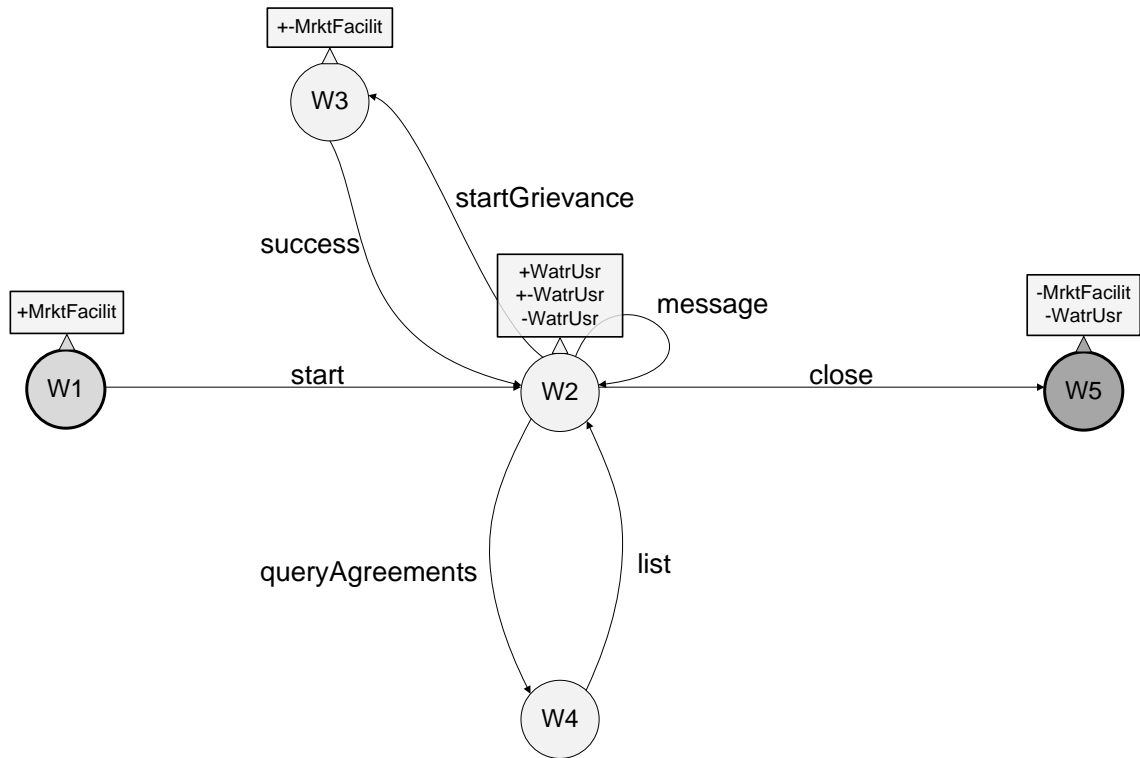 +-MrktFacilit
W3
startGrievance
success
+WatrUsr
+-WatrUsr
-WatrUsr
message
-MrktFacilit
-WatrUsr
+MrktFacilit
W1
start
W2
close
W5
queryAgreements
list
W4